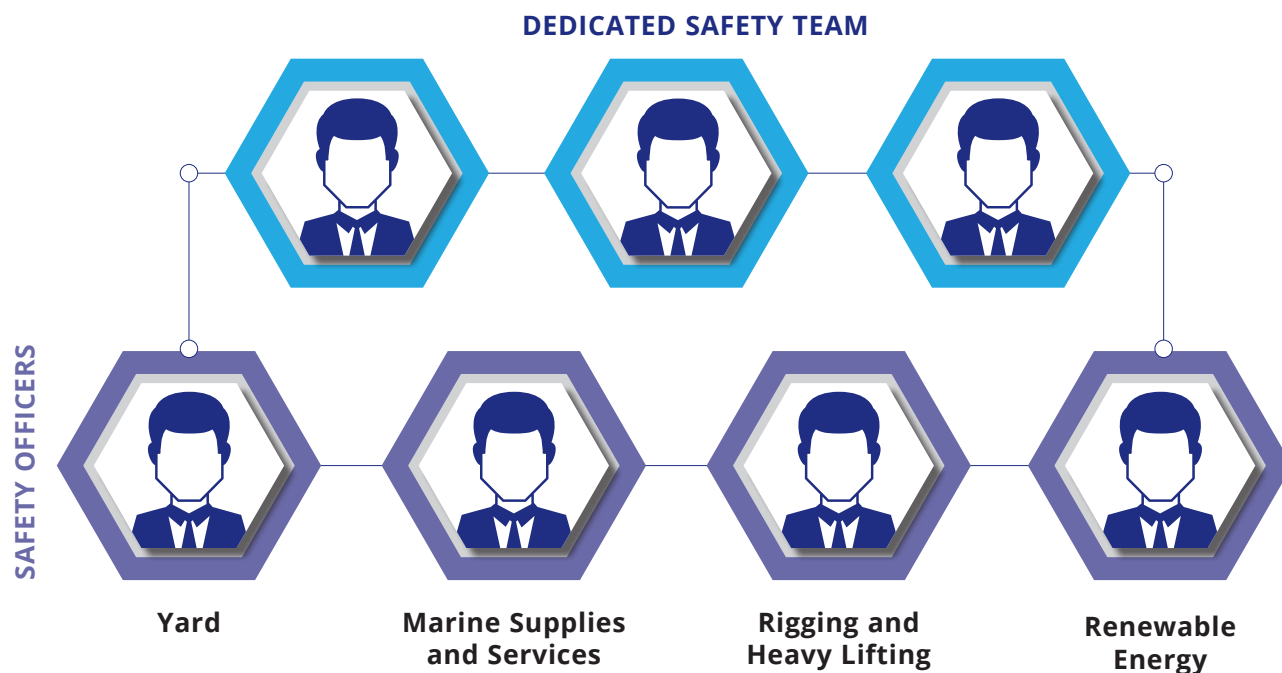 DEDICATED SAFETY TEAM
SAFETY OFFICERS
Yard
Marine Supplies
and Services
Rigging and
Heavy Lifting
Renewable
Energy